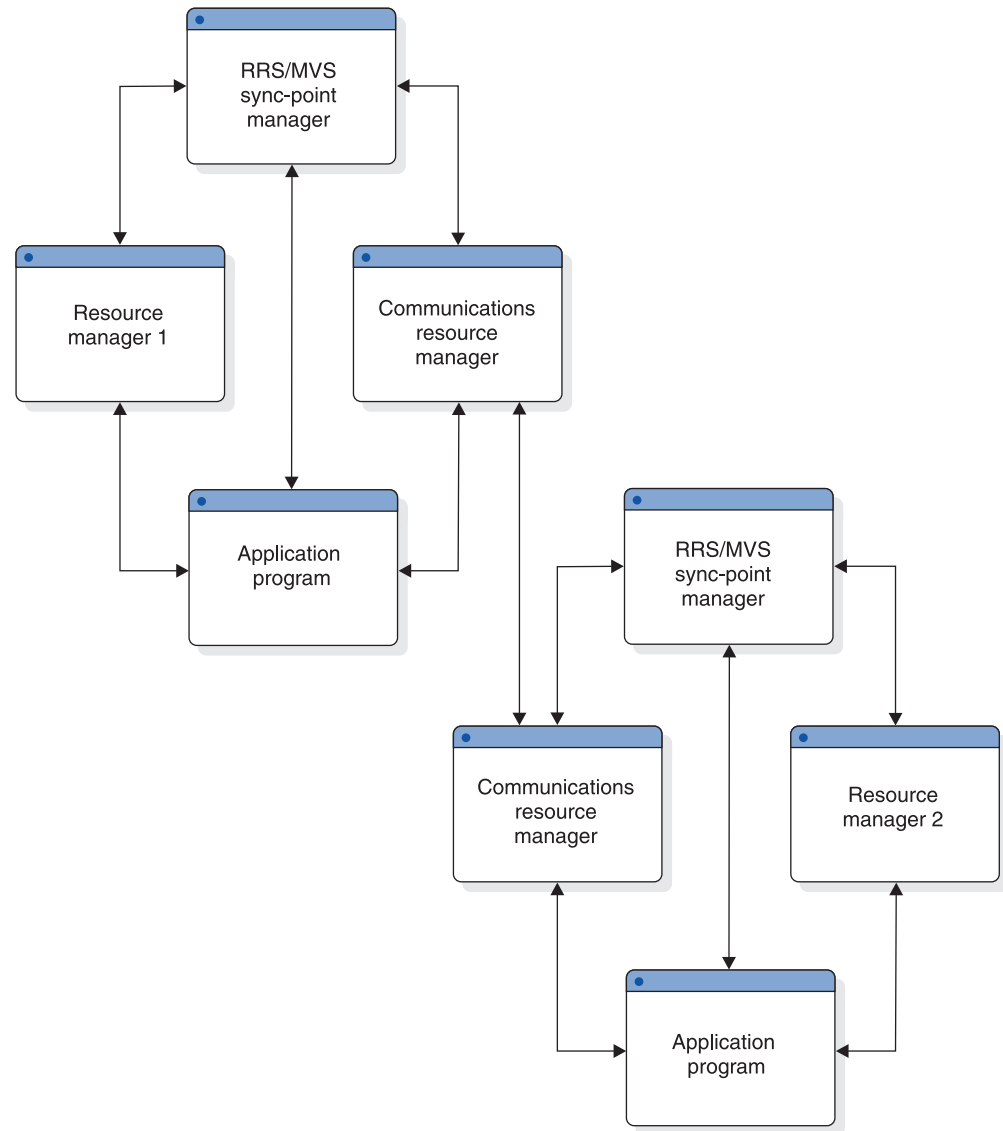 RRS/MVS
sync-point
manager
Resource
manager 1
Communications
resource
manager
Application
program
RRS/MVS
sync-point
manager
Communications
resource
manager
Resource
manager 2
Application
program